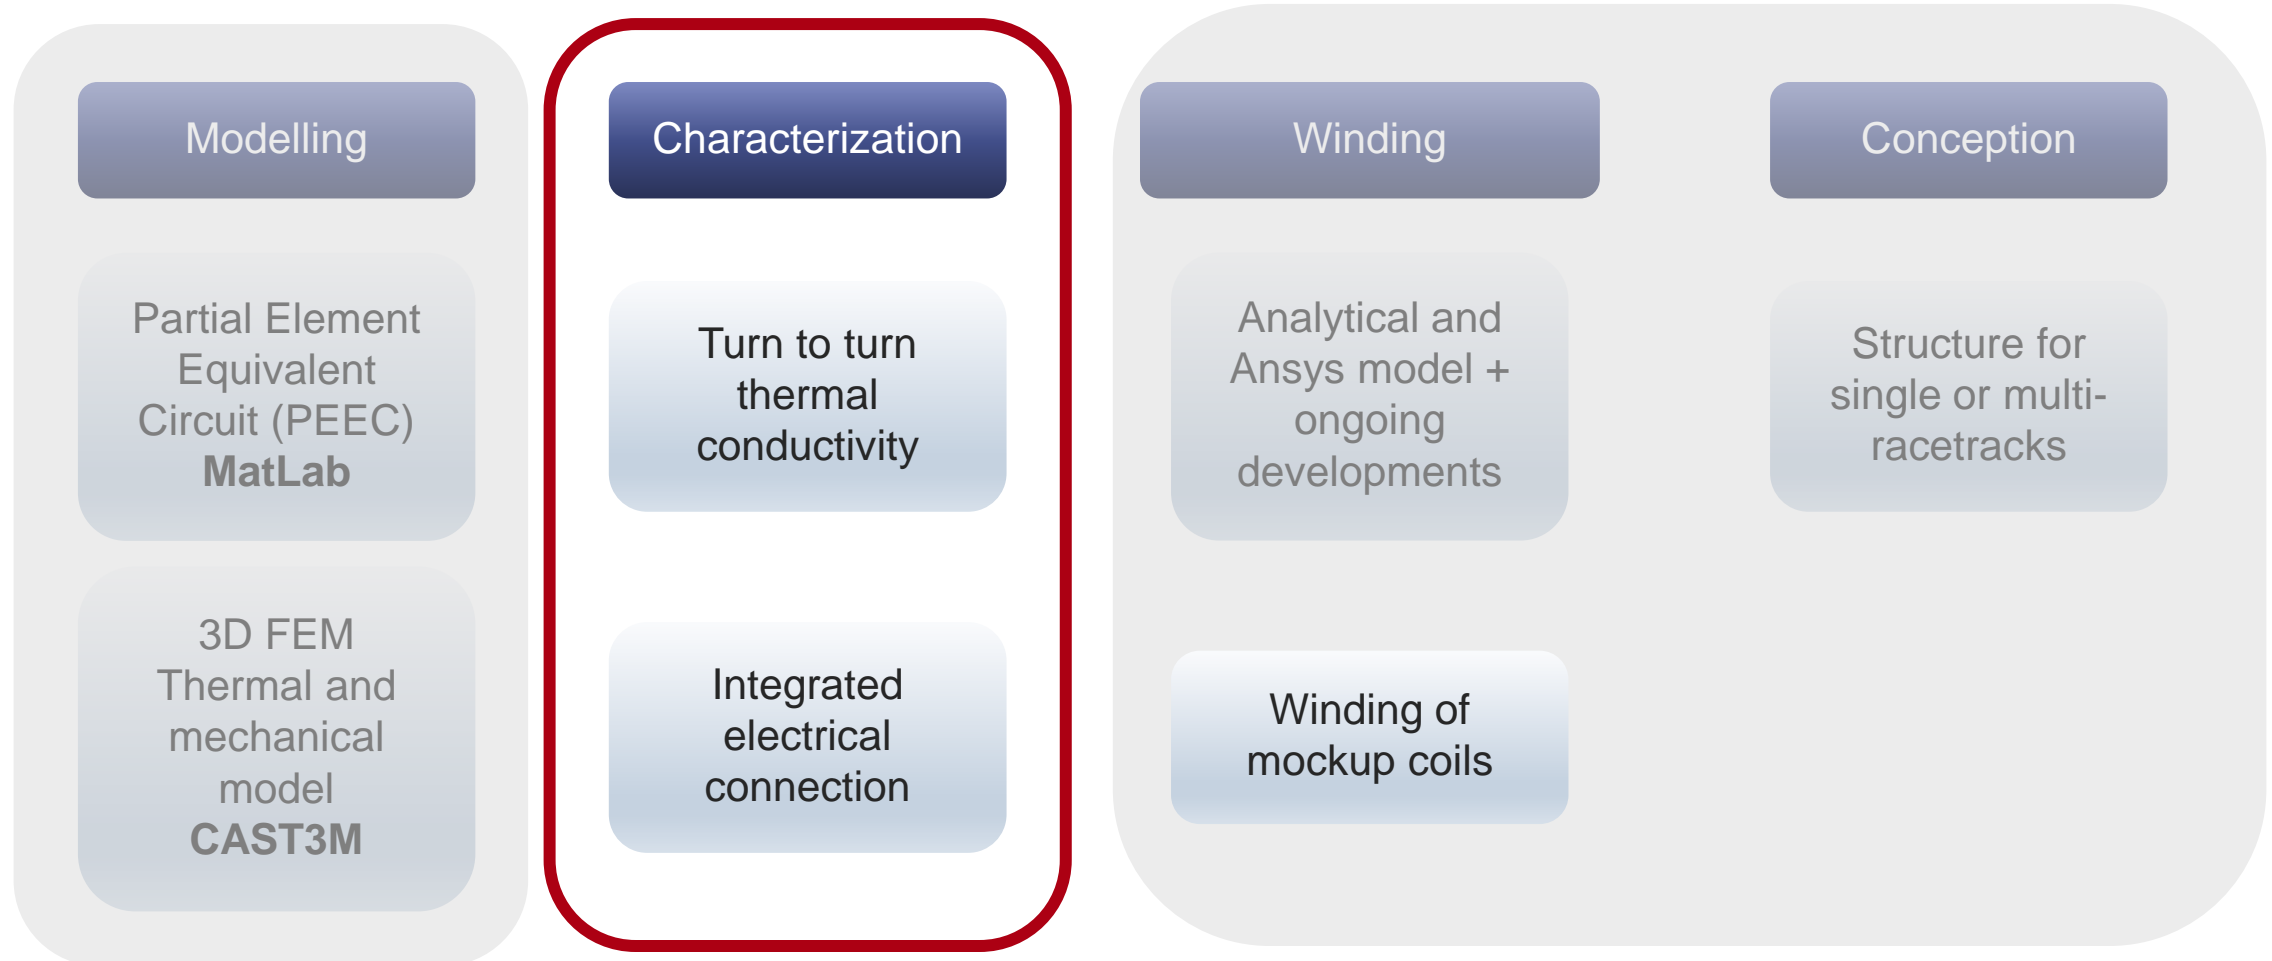 Modelling
Partial Element
Equivalent
Circuit (PEEC)
MatLab
3D FEM
Thermal and
mechanical
model
CAST3M
Characterization
Turn to turn
thermal
conductivity
Integrated
electrical
connection
Winding
Analytical and
Ansys model +
ongoing
developments
Winding of
mockup coils
Conception
Structure for
single or multi-
racetracks